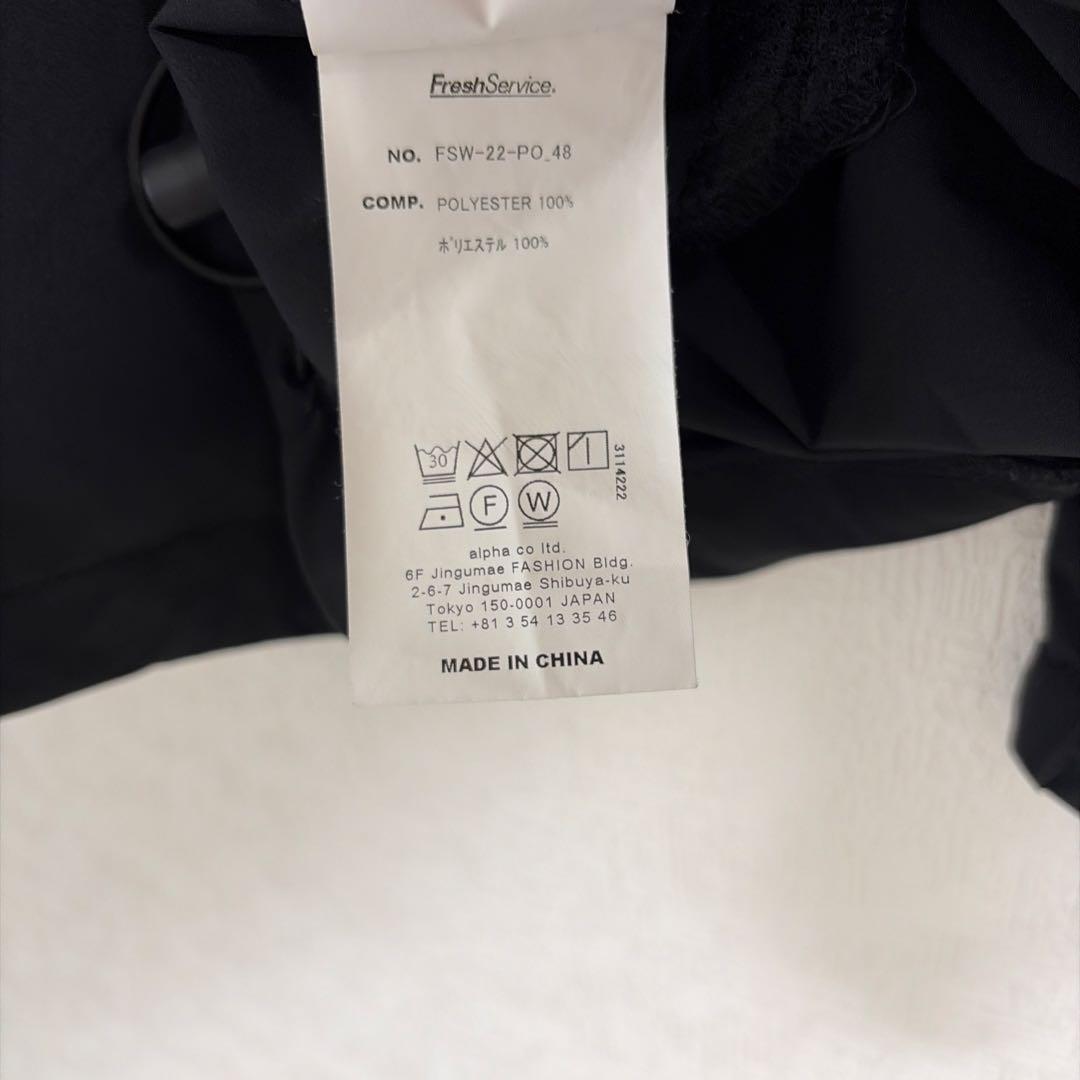 FreshService.
NO. FSW-22-PO_48
COMP. POLYESTER 100%
ポリエステル 100%
30
3114222
F W
alpha co ltd.
6F Jingumae FASHION Bldg.
2-6-7 Jingumae Shibuya-ku
Tokyo 150-0001 JAPAN
TEL: +81 3 54 13 35 46
MADE IN CHINA